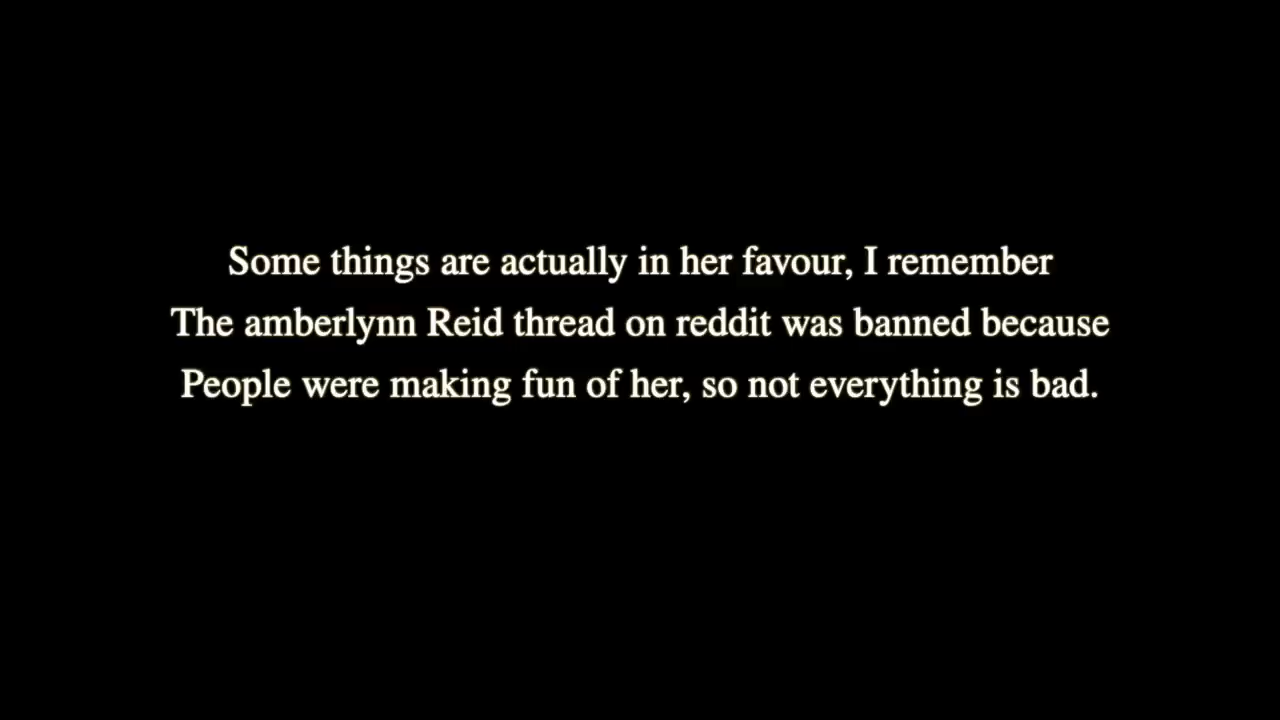 Some things are actually in her favour, I remember
The amberlynn Reid thread on reddit was banned because
People were making fun of her, so not everything is bad.